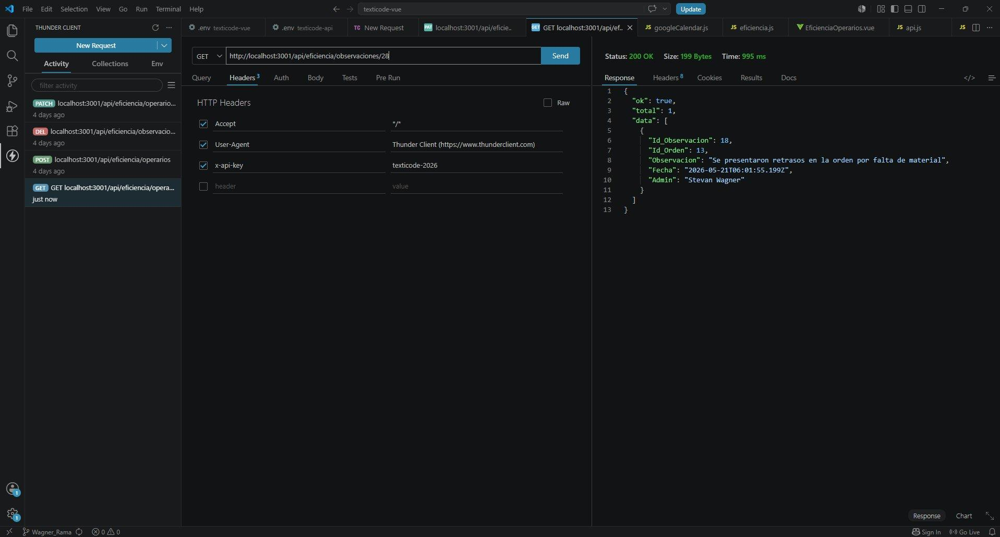 File Edit Selection View Go Run Terminal Help
texticode-vue
Update
THUNDER CLIENT
New Request
Activity Collections Env
filter activity
PATCH localhost:3001/api/eficiencia/operario...
4 days ago
DEL localhost:3001/api/eficiencia/observacio...
4 days ago
POST localhost:3001/api/eficiencia/operarios
4 days ago
GET GET localhost:3001/api/eficiencia/opera...
just now
.env texticode-vue
.env texticode-api
TC New Request
PAT localhost:3001/api/eficie..
GET GET localhost:3001/api/ef..
JS googleCalendar.js
JS eficiencia.js
EficienciaOperarios.vue
JS api.js
JS
GET http://localhost:3001/api/eficiencia/observaciones/28 Send
Query Headers 3 Auth Body Tests Pre Run
HTTP Headers Raw
Accept */*
User-Agent Thunder Client (https://www.thunderclient.com)
x-api-key texticode-2026
header value
Status: 200 OK Size: 199 Bytes Time: 995 ms
Response Headers 8 Cookies Results Docs </>
1 {
2 "ok": true,
3 "total": 1,
4 "data": [
5 {
6 "Id_Observacion": 18,
7 "Id_Orden": 13,
8 "Observacion": "Se presentaron retrasos en la orden por falta de material",
9 "Fecha": "2026-05-21T06:01:55.199Z",
10 "Admin": "Stevan Wagner"
11 }
12 ]
13 }
Response Chart
1
1
Wagner_Rama 0 0 Sign In Go Live